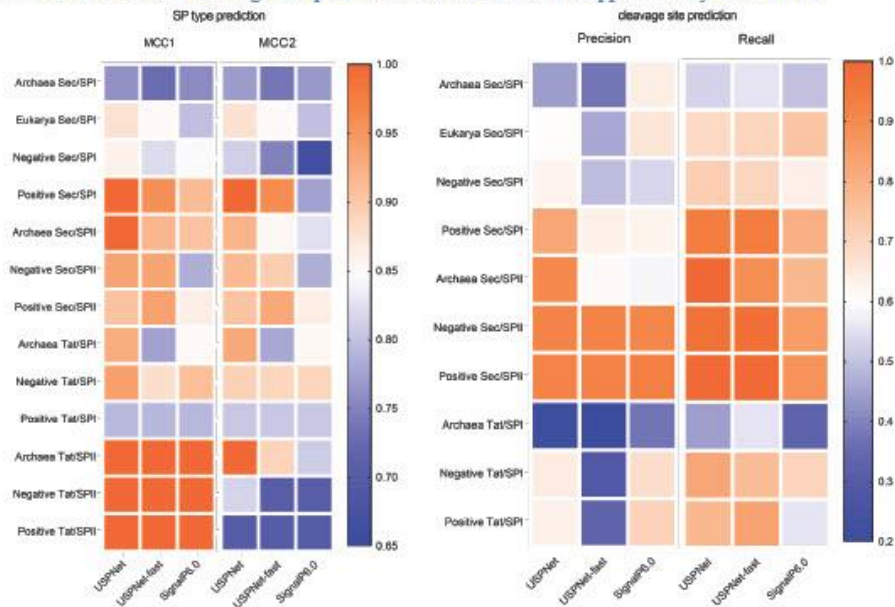 SP type prediction
MCC1 MCC2
Archaea Sec/SPI
Eukarya Sec/SPI
Negative Sec/SPI
Positive Sec/SPI
Archaea Sec/SPII
Negative Sec/SPII
Positive Sec/SPII
Archaea Tat/SPI
Negative Tat/SPI
Positive Tat/SPI
Archaea Tat/SPII
Negative Tat/SPII
Positive Tat/SPII
1.00
0.95
0.90
0.85
0.80
0.75
0.70
0.65
USPNet USPNet-fast SignalP6.0 USPNet USPNet-fast SignalP6.0
cleavage site prediction
Precision Recall
Archaea Sec/SPI
Eukarya Sec/SPI
Negative Sec/SPI
Positive Sec/SPI
Archaea Sec/SPII
Negative Sec/SPII
Positive Sec/SPII
Archaea Tat/SPI
Negative Tat/SPI
Positive Tat/SPI
1.0
0.9
0.8
0.7
0.6
0.5
0.4
0.3
0.2
USPNet USPNet-fast SignalP6.0 USPNet USPNet-fast SignalP6.0